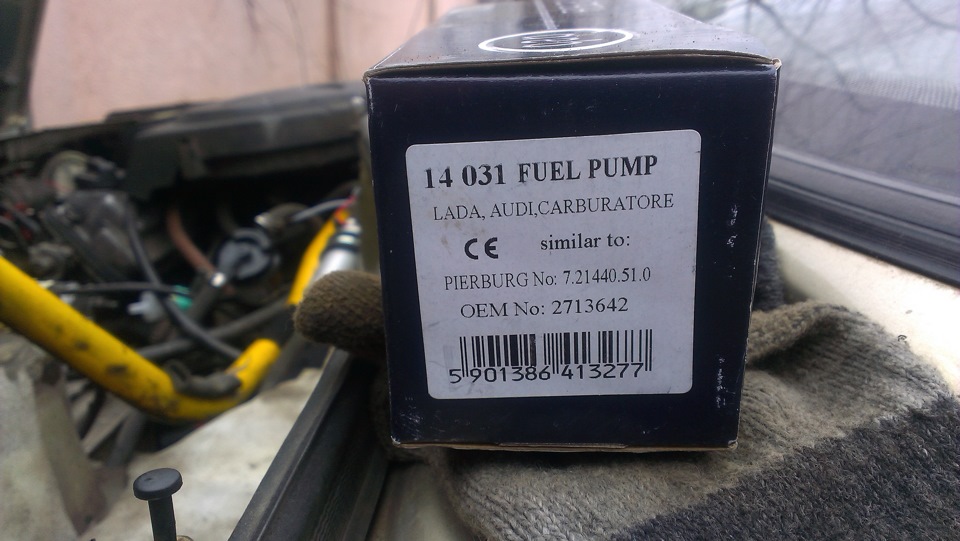 14 031 FUEL PUMP
LADA, AUDI,CARBURATORE
CE similar to:
PIERBURG No: 7.21440.51.0
OEM No: 2713642
5 901386 413277